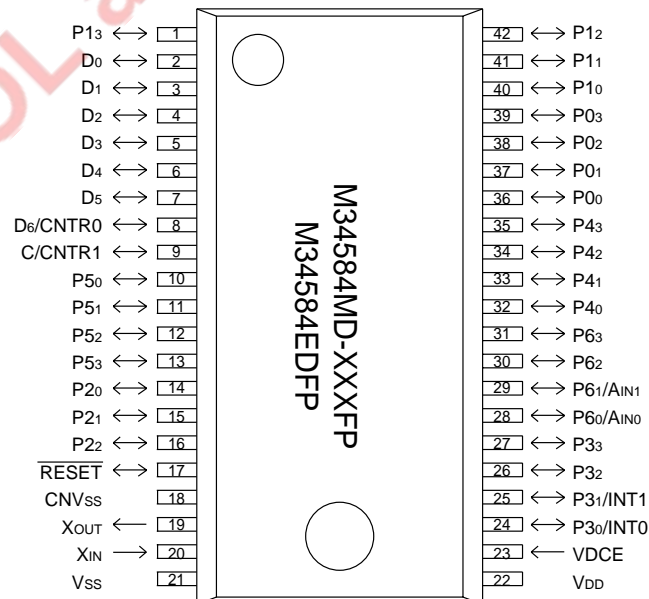 P13 1 42 P12
D0 2 41 P11
D1 3 40 P10
D2 4 39 P03
D3 5 38 P02
D4 6 37 P01
D5 7 36 P00
D6/CNTR0 8 35 P43
C/CNTR1 9 34 P42
P50 10 33 P41
P51 11 32 P40
P52 12 31 P63
P53 13 30 P62
P20 14 29 P61/AIN1
P21 15 28 P60/AIN0
P22 16 27 P33
RESET 17 26 P32
CNVSS 18 25 P31/INT1
XOUT 19 24 P30/INT0
XIN 20 23 VDCE
VSS 21 22 VDD
M34584MD-XXXFP
M34584EDFP